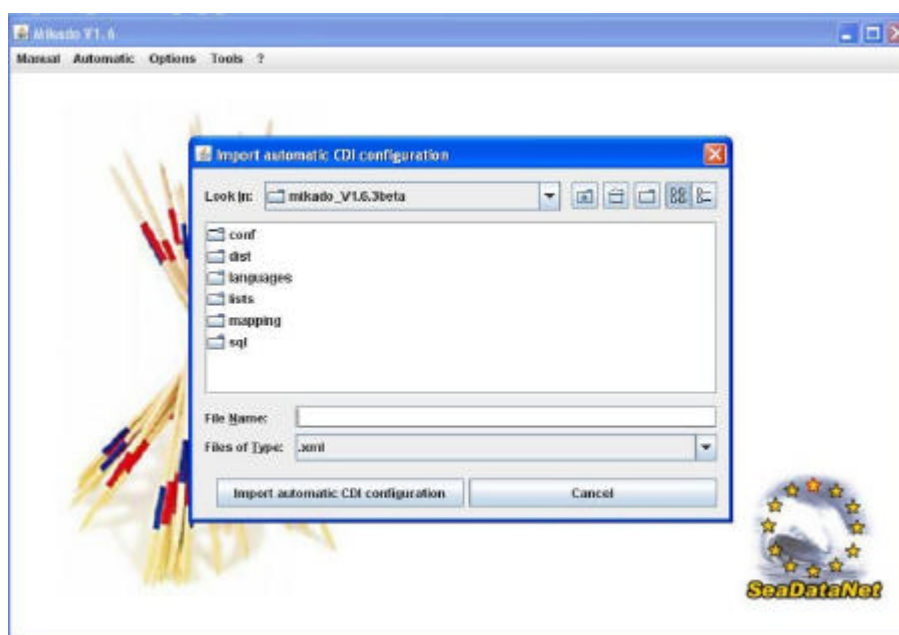 Mikado V1.6
Manual Automatic Options Tools ?
Import automatic CDI configuration
Look in: mikado_V1.6.3beta
conf
dist
languages
lists
mapping
sql
File Name:
Files of Type: .xml
Import automatic CDI configuration Cancel
SeaDataNet